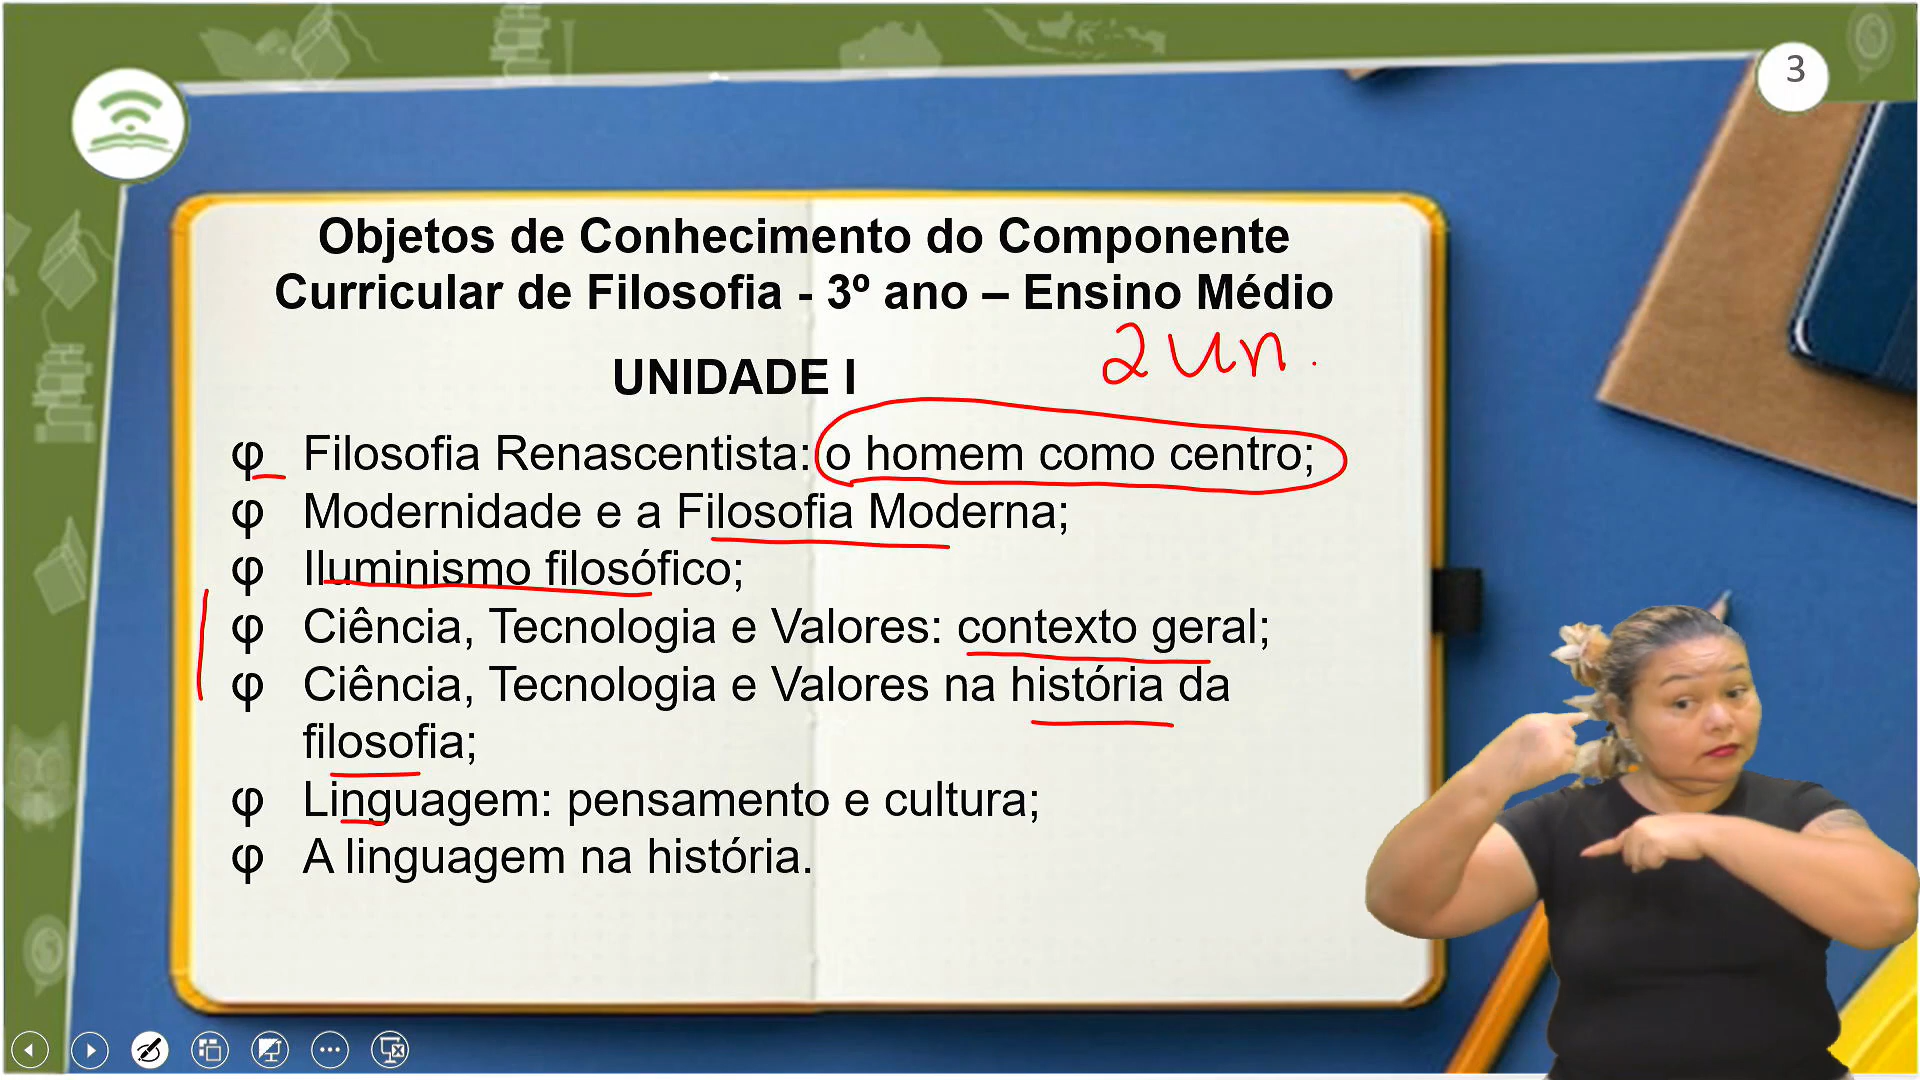 3
Objetos de Conhecimento do Componente
Curricular de Filosofia - 3º ano – Ensino Médio
2 Un.
UNIDADE I
φ Filosofia Renascentista: o homem como centro;
φ Modernidade e a Filosofia Moderna;
φ Iluminismo filosófico;
φ Ciência, Tecnologia e Valores: contexto geral;
φ Ciência, Tecnologia e Valores na história da
filosofia;
φ Linguagem: pensamento e cultura;
φ A linguagem na história.